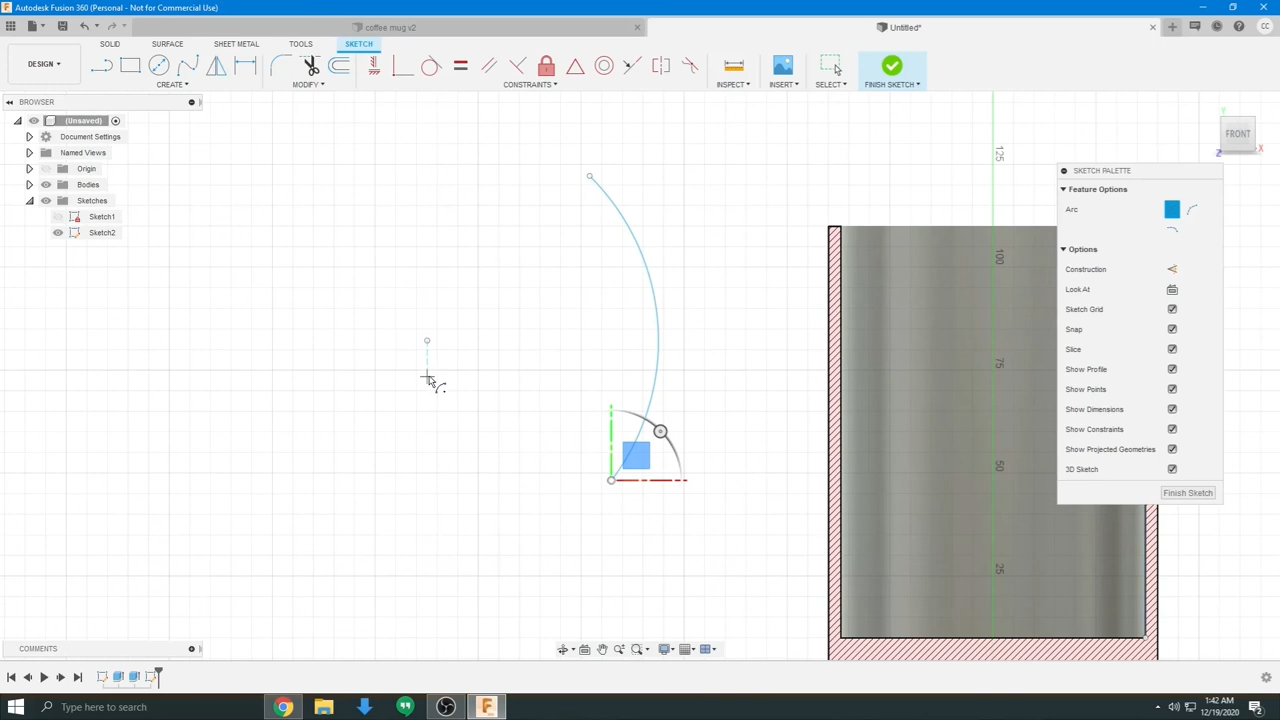 Autodesk Fusion 360 (Personal - Not for Commercial Use)
coffee mug v2
Untitled*
CC
DESIGN
SOLID
SURFACE
SHEET METAL
TOOLS
SKETCH
CREATE
MODIFY
CONSTRAINTS
INSPECT
INSERT
SELECT
FINISH SKETCH
BROWSER
(Unsaved)
Document Settings
Named Views
Origin
Bodies
Sketches
Sketch1
Sketch2
125
100
75
50
25
Y
FRONT
Z
X
SKETCH PALETTE
Feature Options
Arc
Options
Construction
Look At
Sketch Grid
Snap
Slice
Show Profile
Show Points
Show Dimensions
Show Constraints
Show Projected Geometries
3D Sketch
Finish Sketch
COMMENTS
Type here to search
1:42 AM
12/19/2020
2